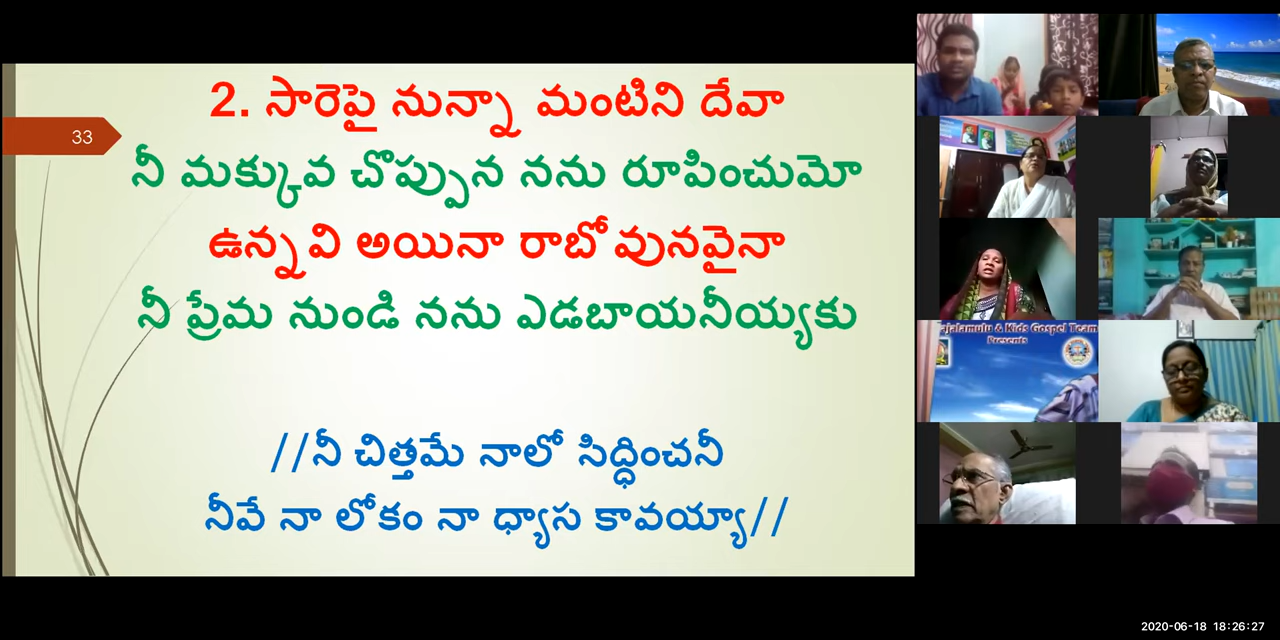 2. సారెపై నున్నా మంటిని దేవా
33
నీ మక్కువ చొప్పున నను రూపించుమో
ఉన్నవి అయినా రాబోవునవైనా
నీ ప్రేమ నుండి నను ఎడబాయనీయ్యకు
//నీ చిత్తమే నాలో సిద్ధించనీ
నీవే నా లోకం నా ధ్యాస కావయ్యా//
ajalamulu & Kids Gospel Team
Presents
2020-06-18 18:26:27